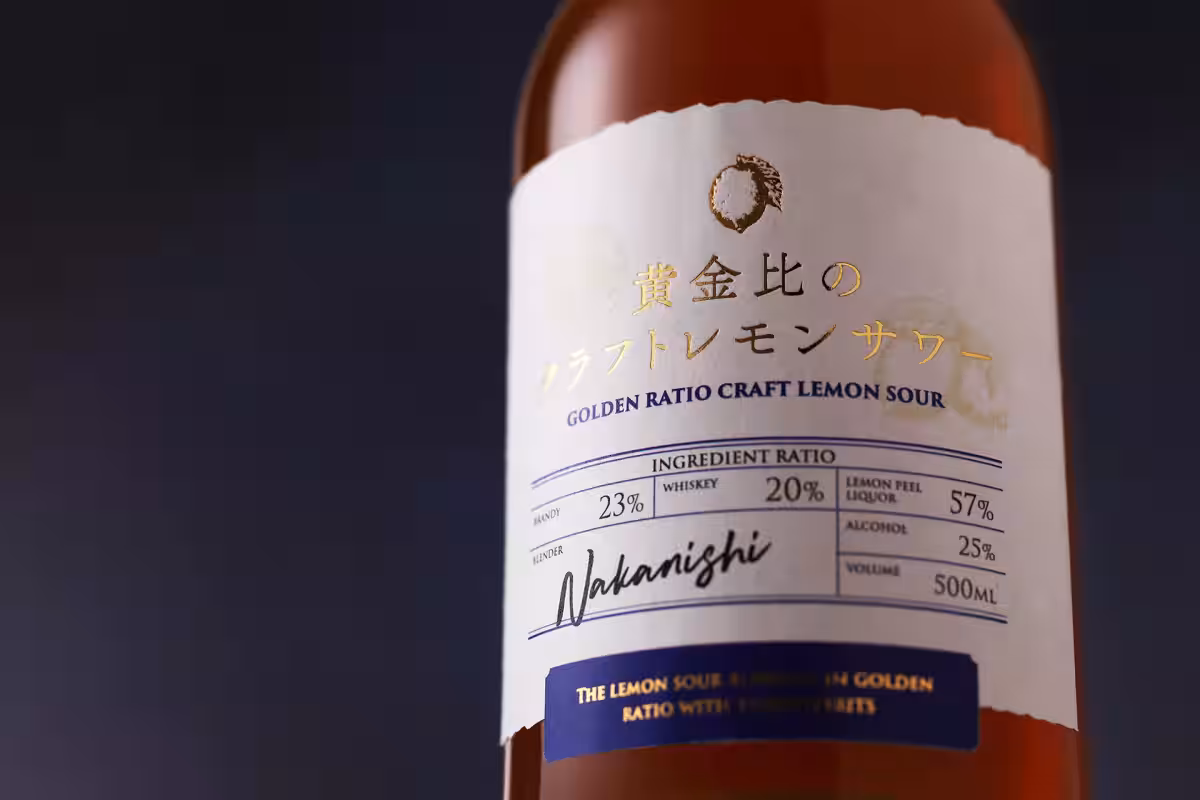 黄金比の
クラフトレモンサワー
GOLDEN RATIO CRAFT LEMON SOUR
INGREDIENT RATIO
BRANDY 23% WHISKEY 20% LEMON PEEL LIQUOR 57%
BLENDER Nakanishi ALCOHOL 25%
VOLUME 500ML
THE LEMON SOUR IN GOLDEN
RATIO WITH